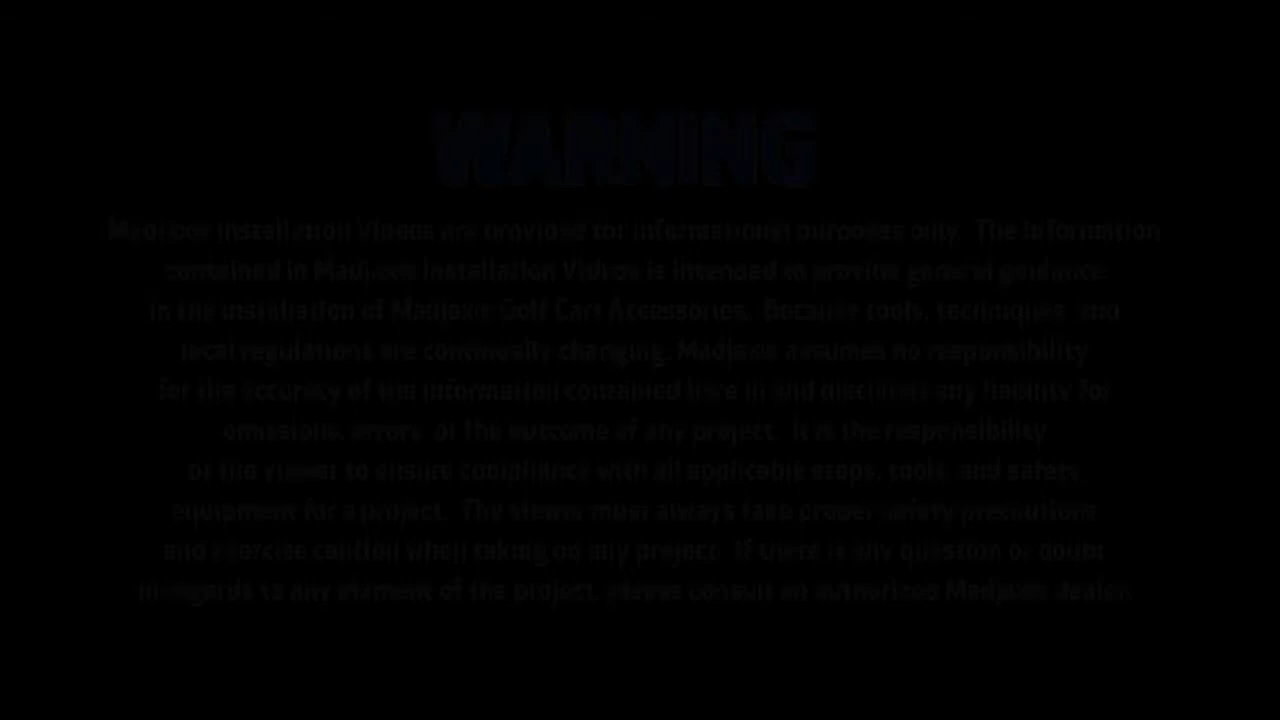 WARNING
Madjax Installation Videos are provided for informational purposes only. The information
contained in Madjax Installation Videos is intended to provide general guidance
in the installation of Madjax Golf Cart Accessories. Because tools, techniques, and
local regulations are continually changing, Madjax assumes no responsibility
for the accuracy of the information contained here in and disclaims any liability for
omissions, errors, or the outcome of any project. It is the responsibility
of the viewer to ensure compliance with all applicable steps, tools, and safety
equipment for a project. The viewer must always take proper safety precautions
and exercise caution when taking on any project. If there is any question or doubt
in regards to any element of the project, please consult an authorized Madjax dealer.